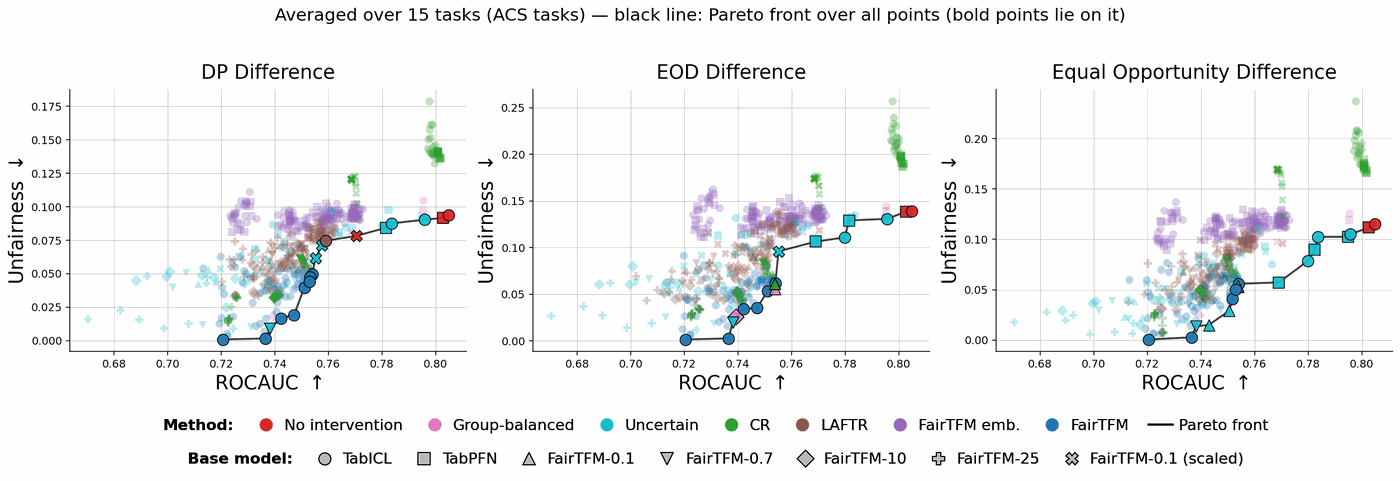 Averaged over 15 tasks (ACS tasks) — black line: Pareto front over all points (bold points lie on it)
DP Difference
Unfairness ↓
0.175
0.150
0.125
0.100
0.075
0.050
0.025
0.000
0.68 0.70 0.72 0.74 0.76 0.78 0.80
ROCAUC ↑
EOD Difference
Unfairness ↓
0.25
0.20
0.15
0.10
0.05
0.00
0.68 0.70 0.72 0.74 0.76 0.78 0.80
ROCAUC ↑
Equal Opportunity Difference
Unfairness ↓
0.20
0.15
0.10
0.05
0.00
0.68 0.70 0.72 0.74 0.76 0.78 0.80
ROCAUC ↑
Method: No intervention Group-balanced Uncertain CR LAFTR FairTFM emb. FairTFM Pareto front
Base model: TabICL TabPFN FairTFM-0.1 FairTFM-0.7 FairTFM-10 FairTFM-25 FairTFM-0.1 (scaled)